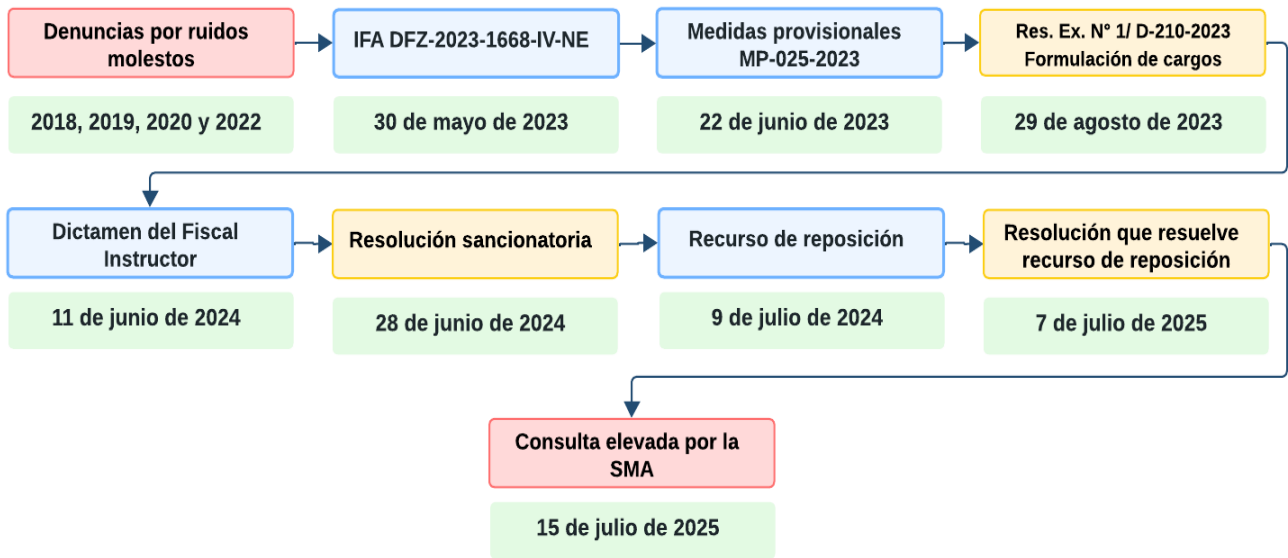 Denuncias por ruidos
molestos
IFA DFZ-2023-1668-IV-NE
Medidas provisionales
MP-025-2023
Res. Ex. N° 1/ D-210-2023
Formulación de cargos
2018, 2019, 2020 y 2022
30 de mayo de 2023
22 de junio de 2023
29 de agosto de 2023
Dictamen del Fiscal
Instructor
Resolución sancionatoria
Recurso de reposición
Resolución que resuelve
recurso de reposición
11 de junio de 2024
28 de junio de 2024
9 de julio de 2024
7 de julio de 2025
Consulta elevada por la
SMA
15 de julio de 2025